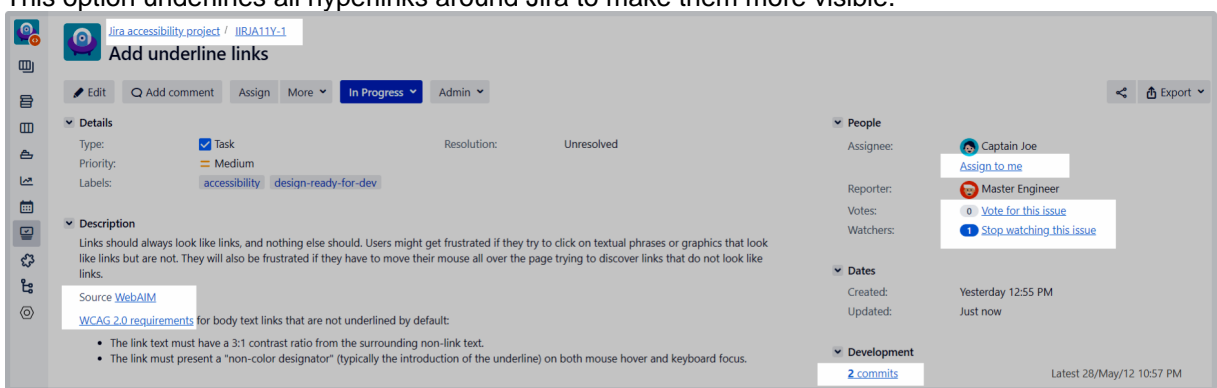 This option underlines all hyperlinks around Jira to make them more visible.
Jira accessibility project / IIRJA11Y-1
Add underline links
Edit Add comment Assign More In Progress Admin Export
Details
Type: Task Resolution: Unresolved
Priority: Medium
Labels: accessibility design-ready-for-dev
Description
Links should always look like links, and nothing else should. Users might get frustrated if they try to click on textual phrases or graphics that look
like links but are not. They will also be frustrated if they have to move their mouse all over the page trying to discover links that do not look like
links.
Source WebAIM
WCAG 2.0 requirements for body text links that are not underlined by default:
• The link text must have a 3:1 contrast ratio from the surrounding non-link text.
• The link must present a "non-color designator" (typically the introduction of the underline) on both mouse hover and keyboard focus.
People
Assignee: Captain Joe
Assign to me
Reporter: Master Engineer
Votes: 0 Vote for this issue
Watchers: 1 Stop watching this issue
Dates
Created: Yesterday 12:55 PM
Updated: Just now
Development
2 commits Latest 28/May/12 10:57 PM